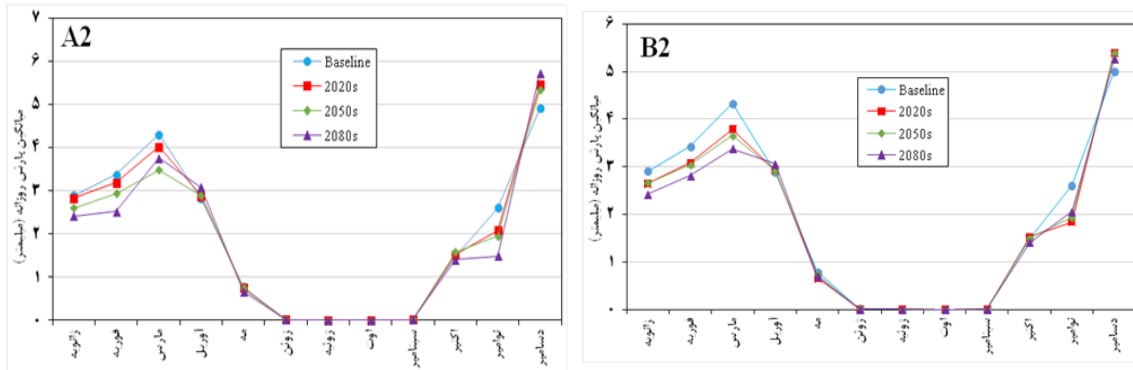 A2
۷
۶
۵
۴
۳
۲
۱
۰
میانگین بارش روزانه (میلیمتر)
Baseline
2020s
2050s
2080s
ژانویه
فوریه
مارس
آوریل
مه
ژوئن
ژوئیه
اوت
سپتامبر
اکتبر
نوامبر
دسامبر
B2
۶
۵
۴
۳
۲
۱
۰
میانگین بارش روزانه (میلیمتر)
Baseline
2020s
2050s
2080s
ژانویه
فوریه
مارس
آوریل
مه
ژوئن
ژوئیه
اوت
سپتامبر
اکتبر
نوامبر
دسامبر